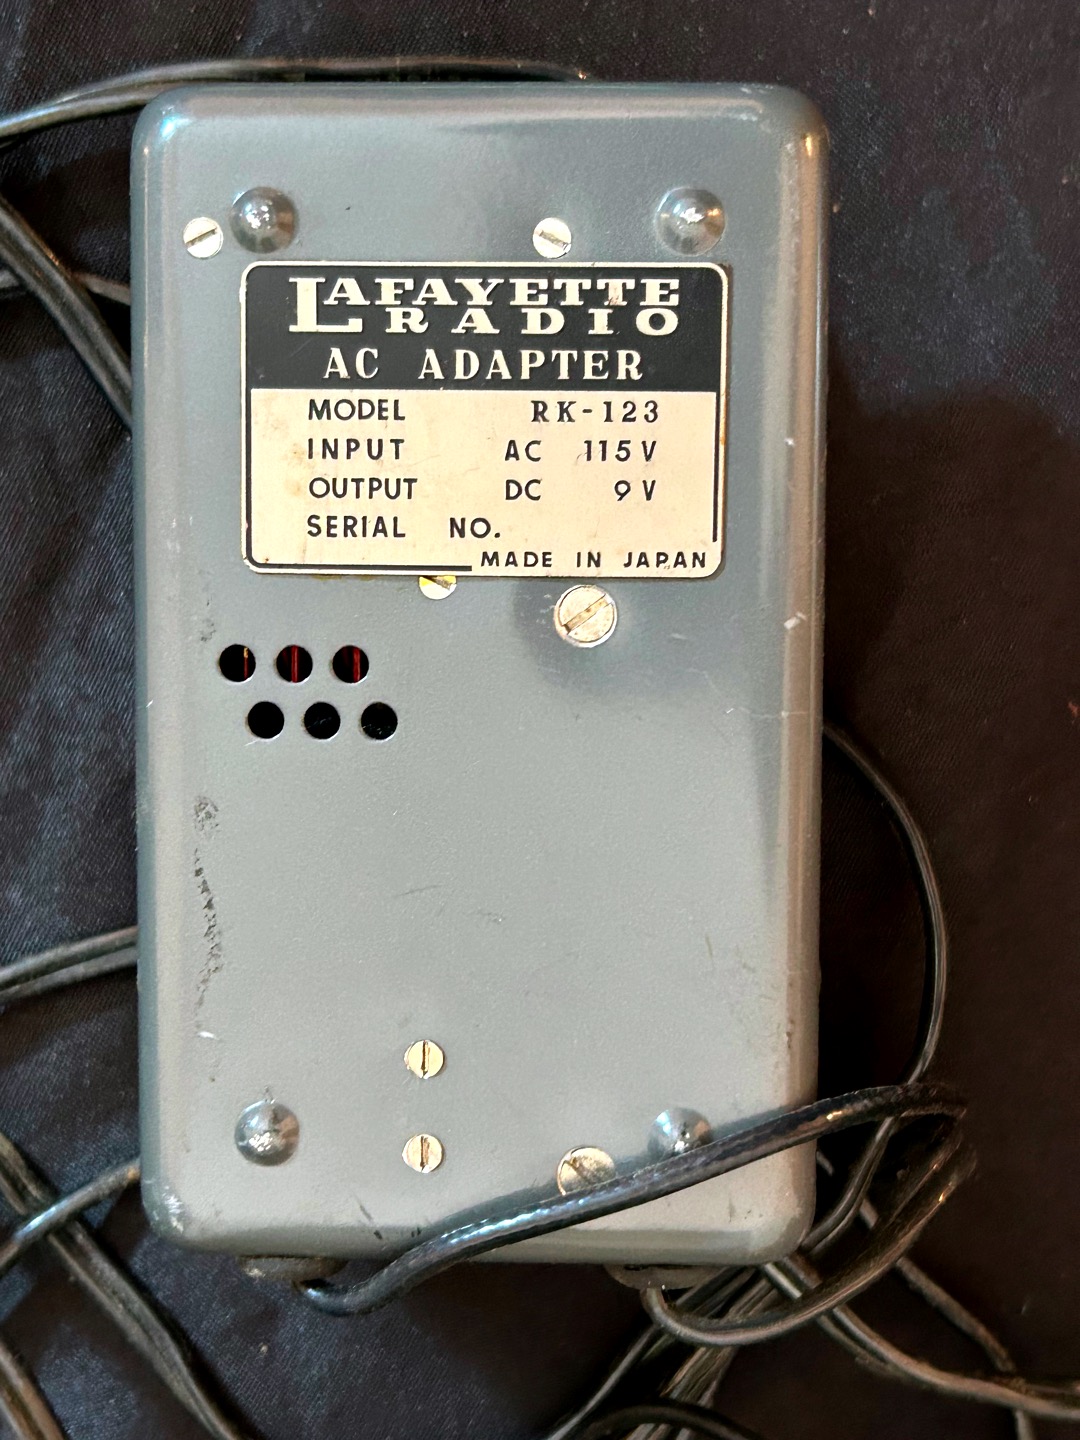 LAFAYETTE
RADIO
AC ADAPTER
MODEL RK-123
INPUT AC 115V
OUTPUT DC 9V
SERIAL NO.
MADE IN JAPAN